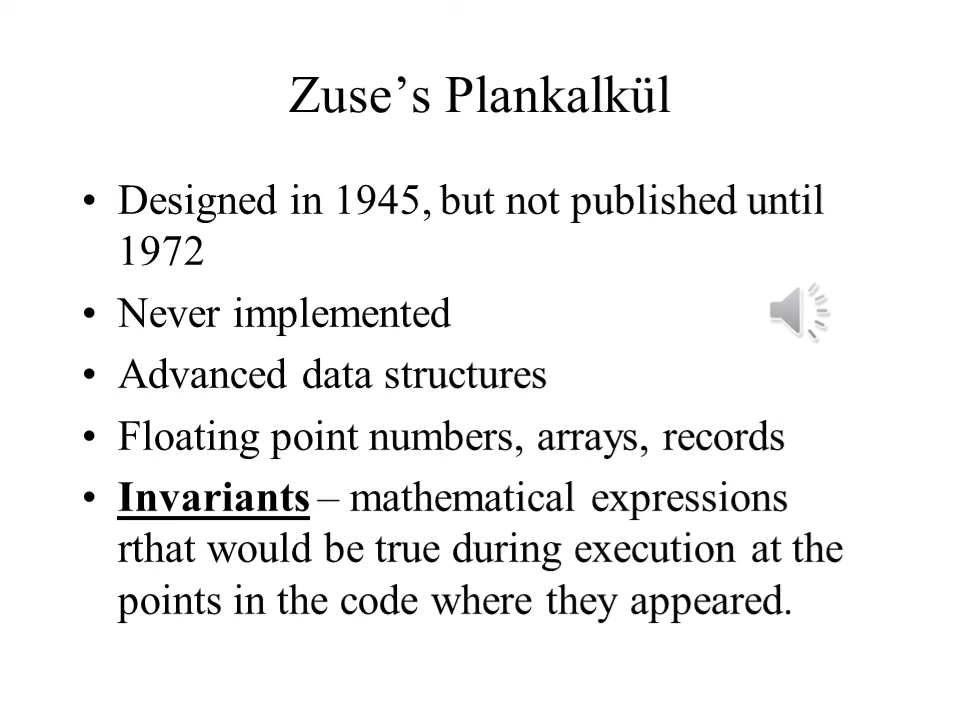 Zuse’s Plankalkül
• Designed in 1945, but not published until
1972
• Never implemented
• Advanced data structures
• Floating point numbers, arrays, records
• Invariants – mathematical expressions
rthat would be true during execution at the
points in the code where they appeared.